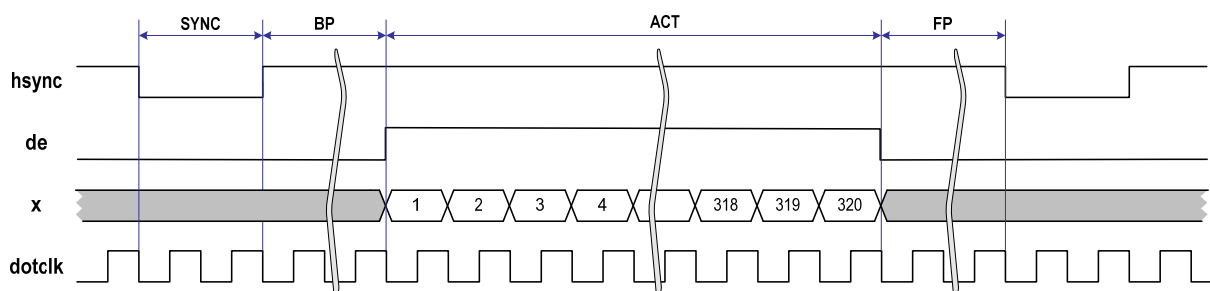 SYNC BP ACT FP
hsync
de
x 1 2 3 4 318 319 320
dotclk